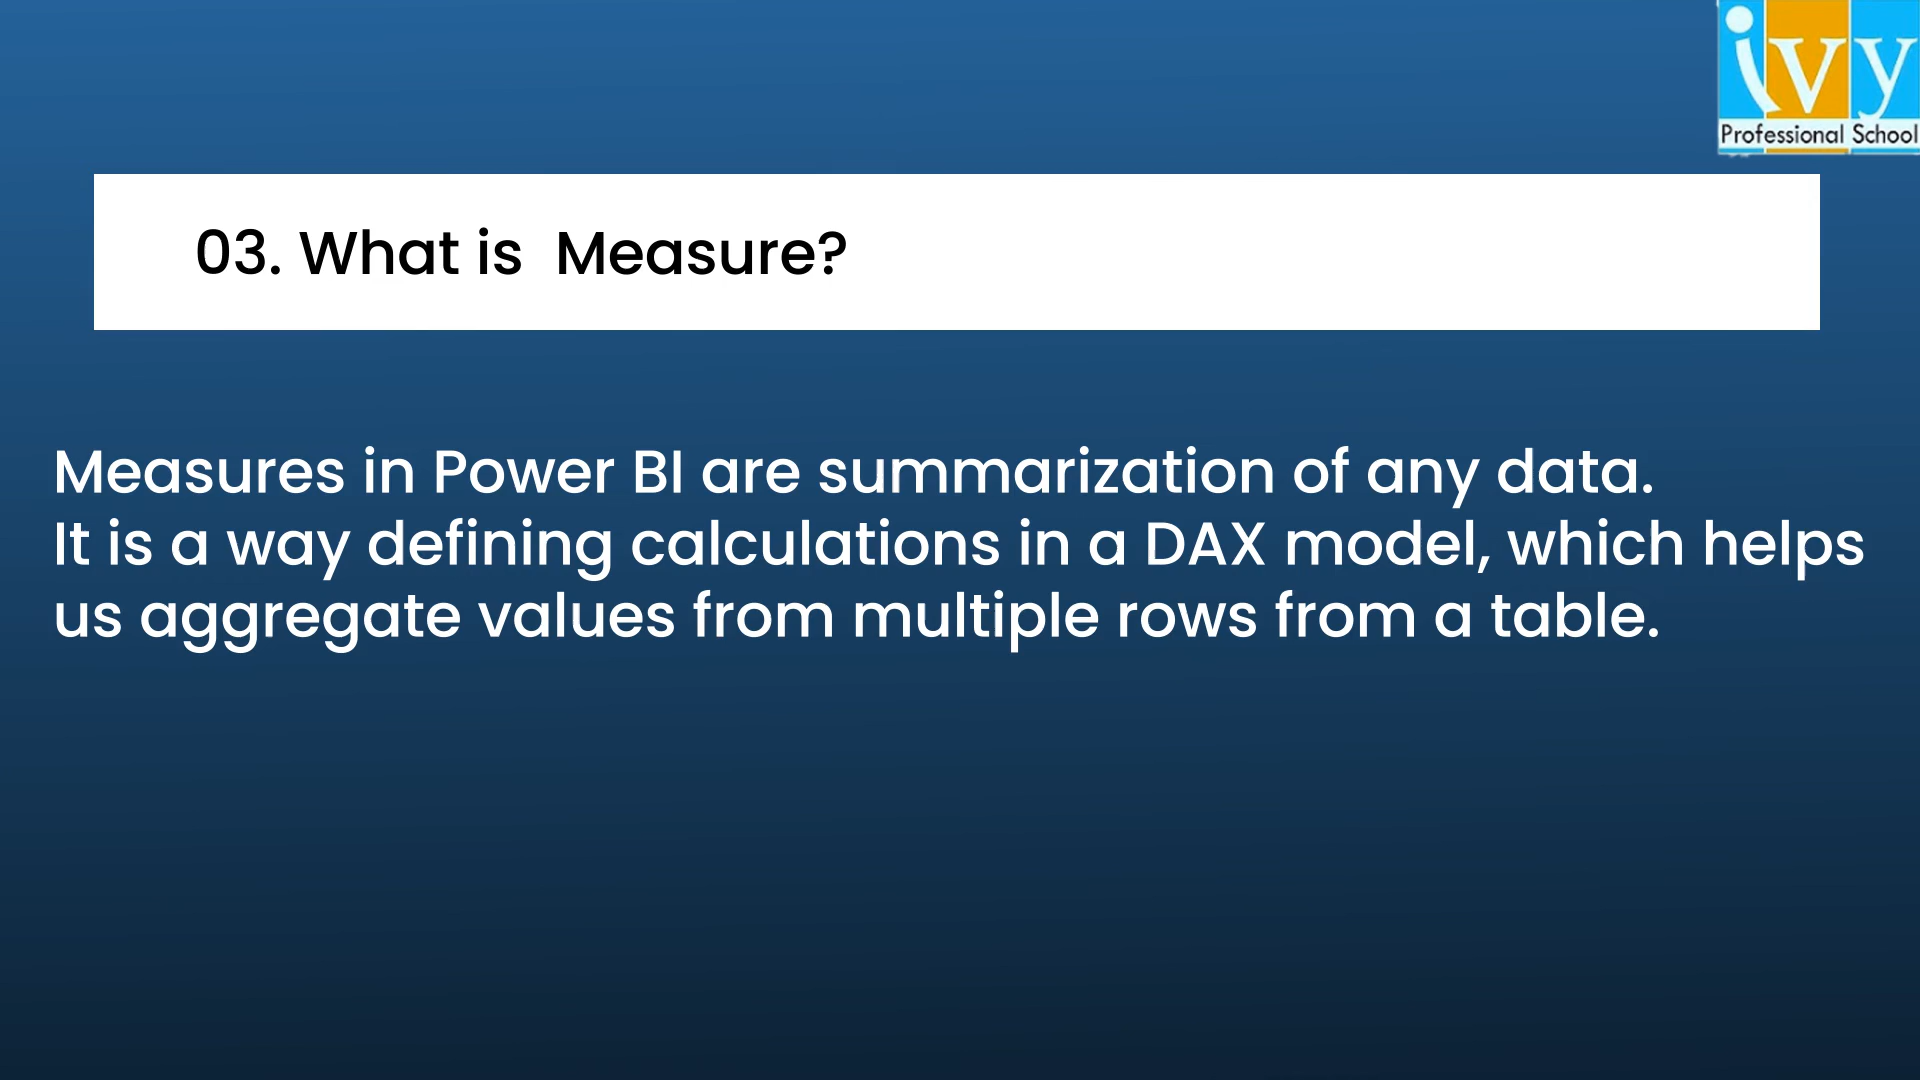 ivy
Professional School
03. What is  Measure?
Measures in Power BI are summarization of any data.
It is a way defining calculations in a DAX model, which helps
us aggregate values from multiple rows from a table.